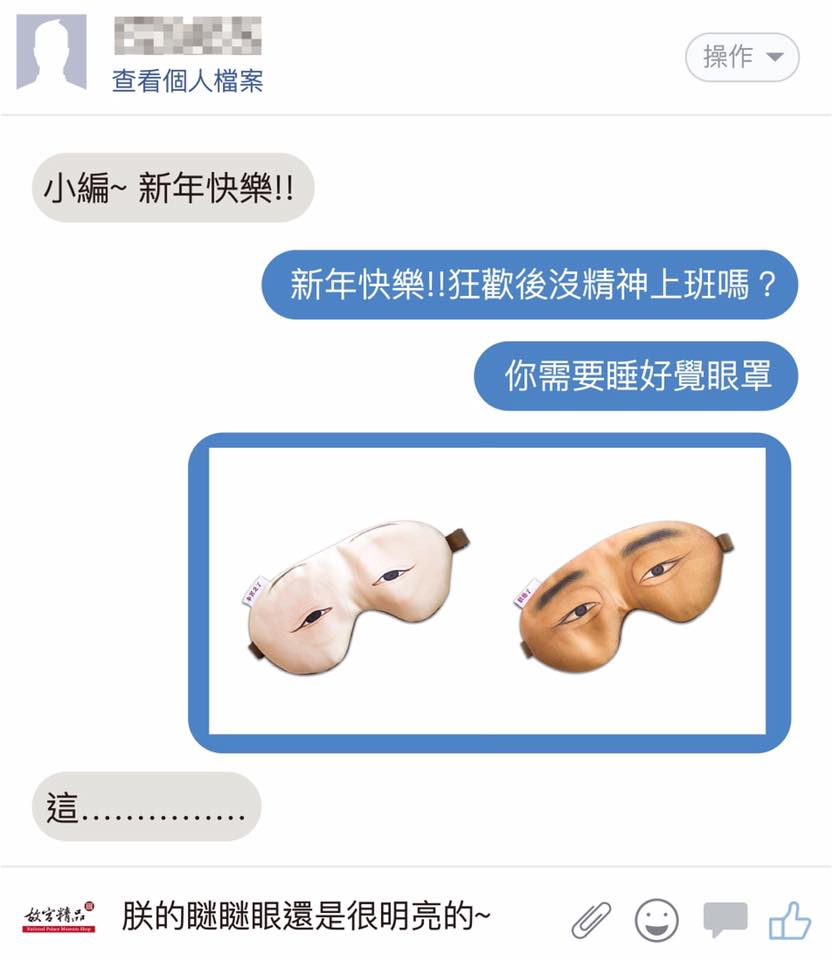 查看個人檔案
操作
小編~ 新年快樂!!
新年快樂!!狂歡後沒精神上班嗎?
你需要睡好覺眼罩
這...............
故宮精品
National Palace Museum Shop
朕的瞇瞇眼還是很明亮的~